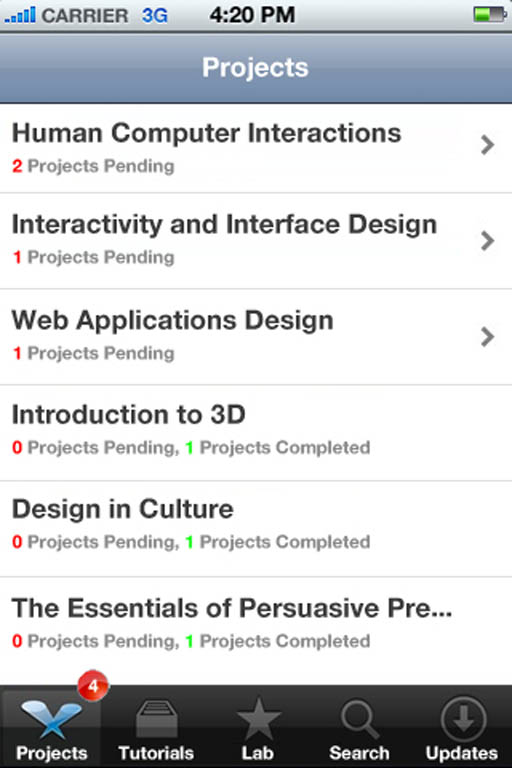 CARRIER 3G 4:20 PM
Projects
Human Computer Interactions
2 Projects Pending
Interactivity and Interface Design
1 Projects Pending
Web Applications Design
1 Projects Pending
Introduction to 3D
0 Projects Pending, 1 Projects Completed
Design in Culture
0 Projects Pending, 1 Projects Completed
The Essentials of Persuasive Pre...
0 Projects Pending, 1 Projects Completed
4
Projects Tutorials Lab Search Updates